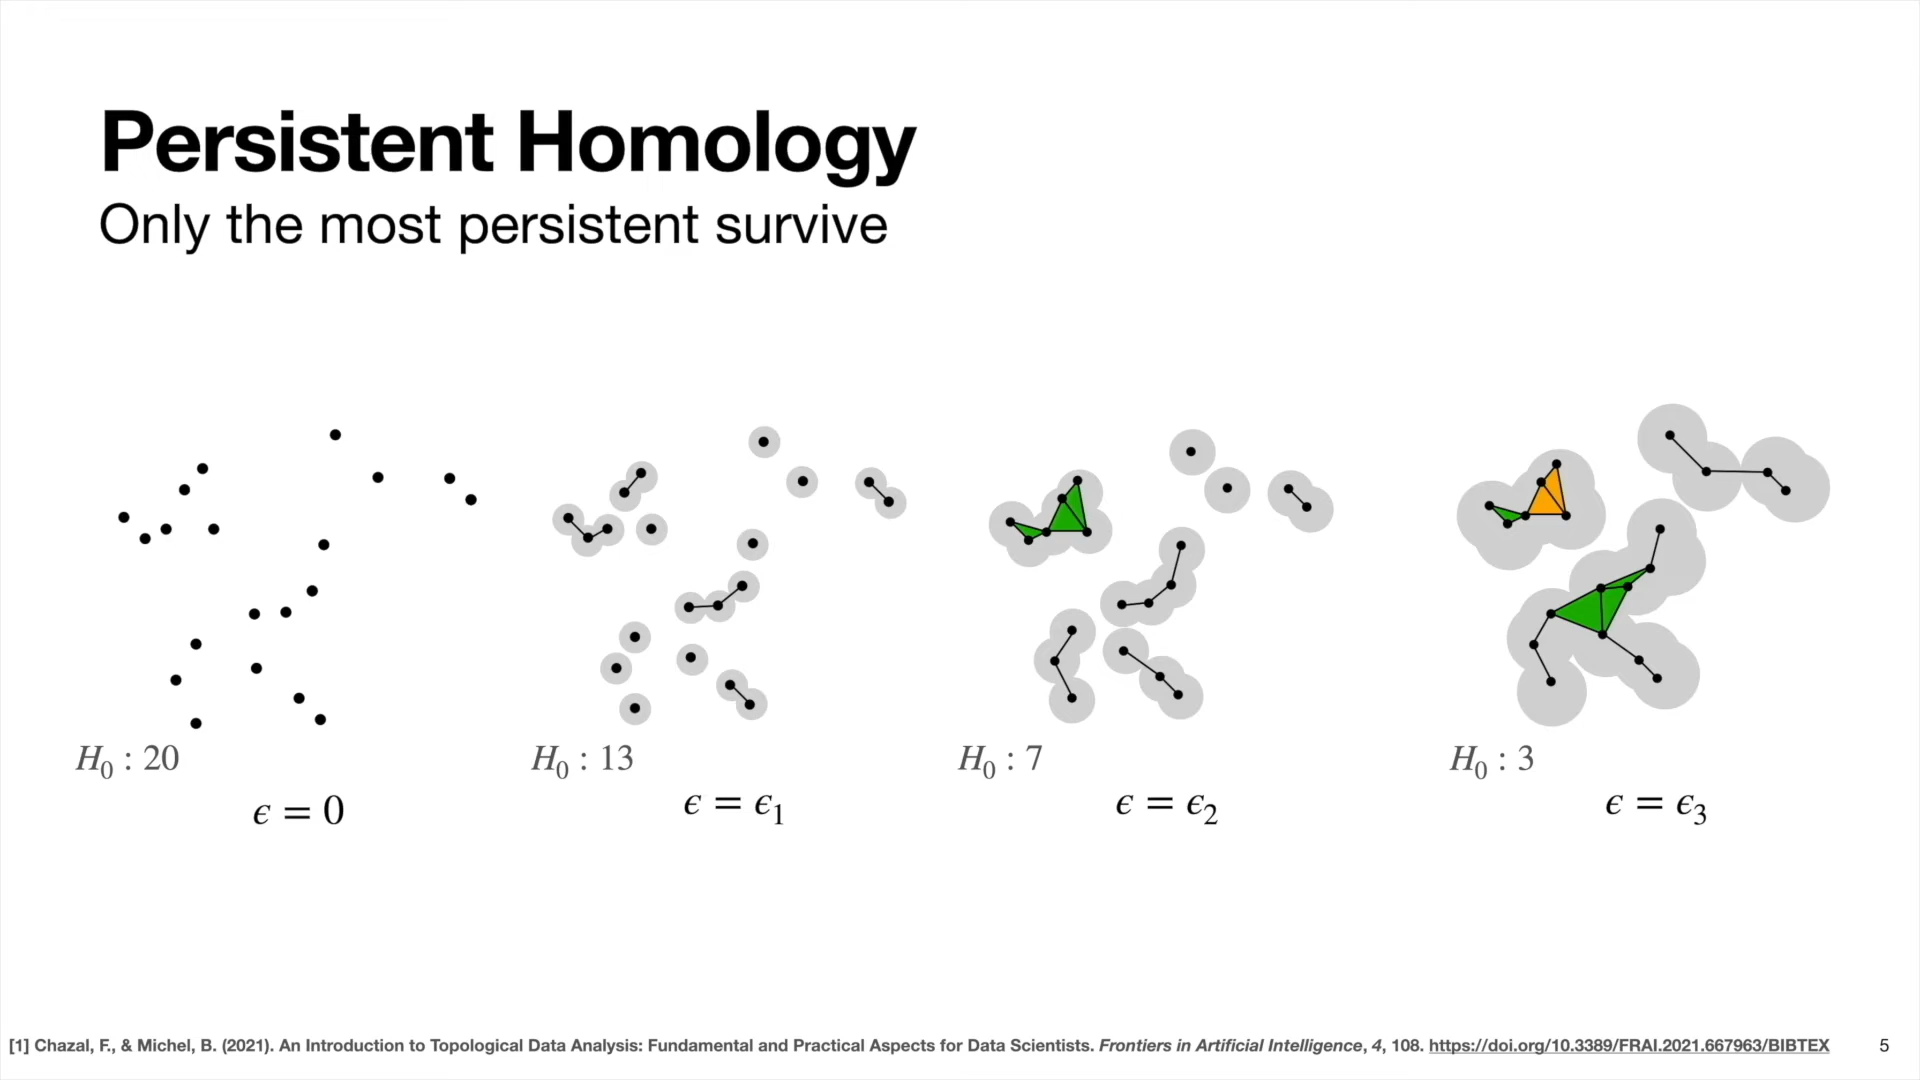 Persistent Homology
Only the most persistent survive
H₀ : 20
H₀ : 13
H₀ : 7
H₀ : 3
ϵ = 0
ϵ = ϵ₁
ϵ = ϵ₂
ϵ = ϵ₃
[1] Chazal, F., & Michel, B. (2021). An Introduction to Topological Data Analysis: Fundamental and Practical Aspects for Data Scientists. Frontiers in Artificial Intelligence, 4, 108. https://doi.org/10.3389/FRAI.2021.667963/BIBTEX
5